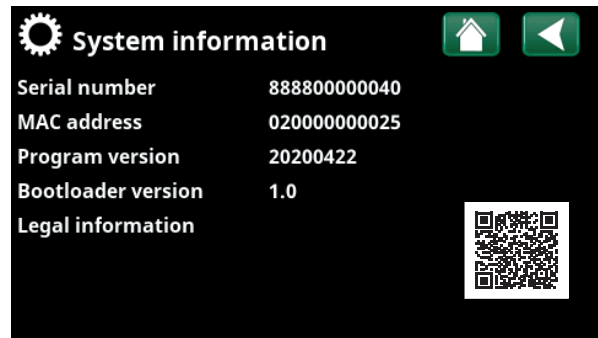 System information
Serial number 888800000040
MAC address 020000000025
Program version 20200422
Bootloader version 1.0
Legal information